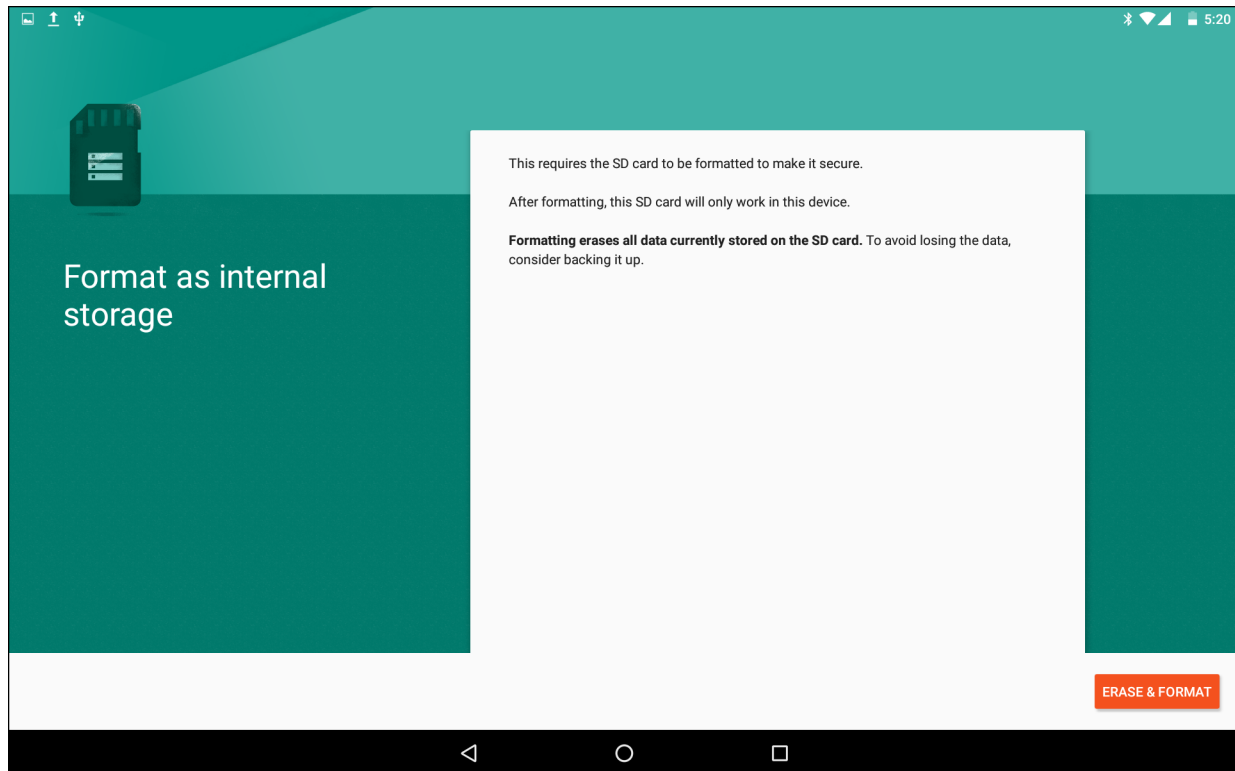 5:20
Format as internal
storage
This requires the SD card to be formatted to make it secure.
After formatting, this SD card will only work in this device.
Formatting erases all data currently stored on the SD card. To avoid losing the data,
consider backing it up.
ERASE & FORMAT